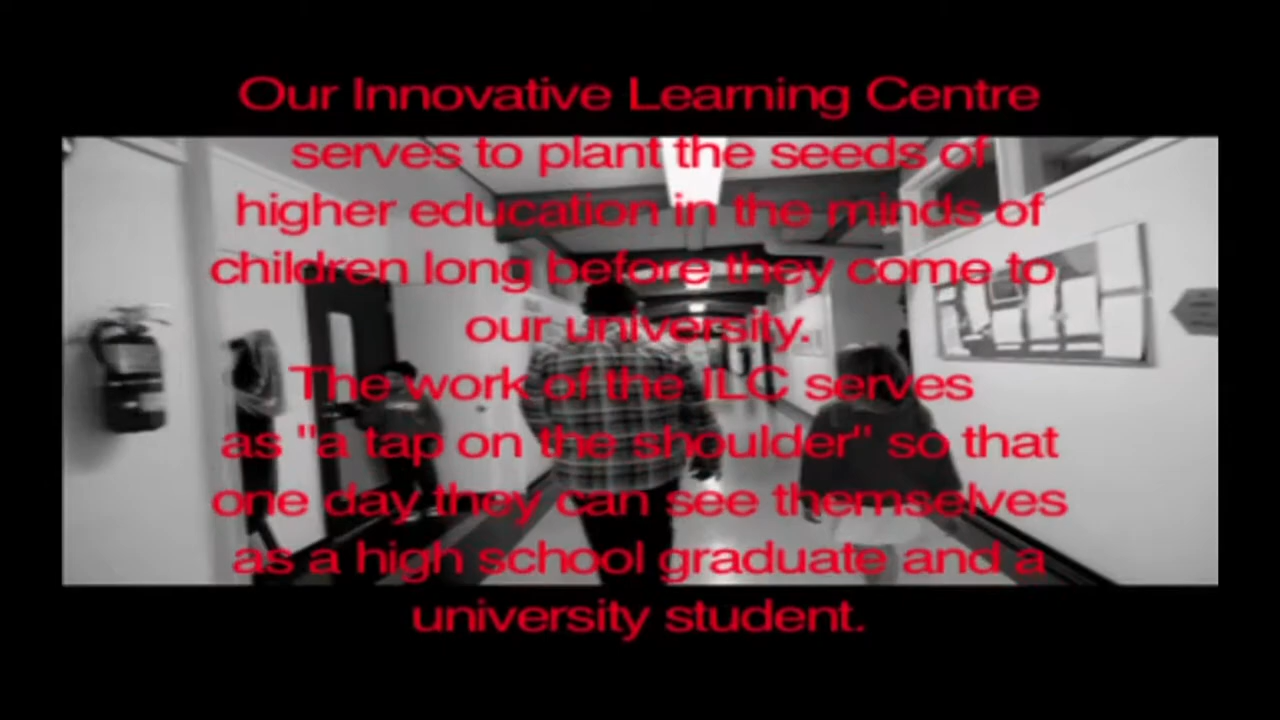 Our Innovative Learning Centre
serves to plant the seeds of
higher education in the minds of
children long before they come to
our university.
The work of the ILC serves
as "a tap on the shoulder" so that
one day they can see themselves
as a high school graduate and a
university student.